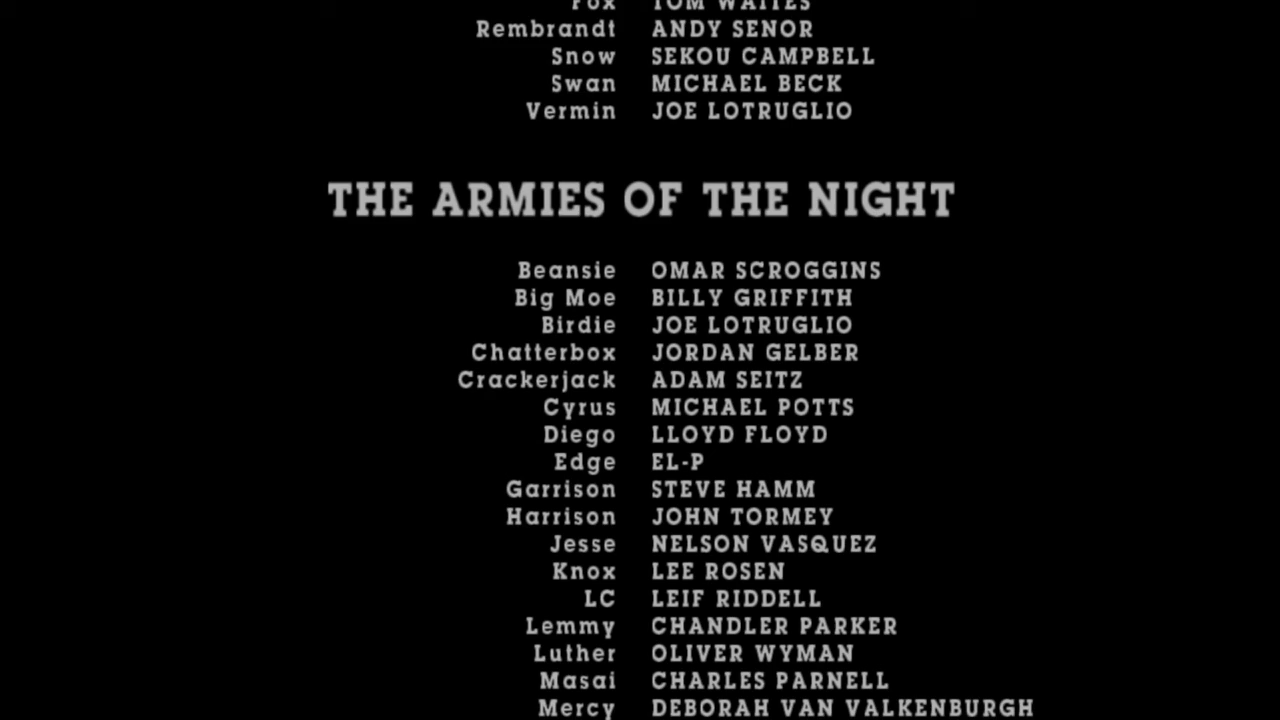 Fox TOM WAITES
Rembrandt ANDY SENOR
Snow SEKOU CAMPBELL
Swan MICHAEL BECK
Vermin JOE LOTRUGLIO
THE ARMIES OF THE NIGHT
Beansie OMAR SCROGGINS
Big Moe BILLY GRIFFITH
Birdie JOE LOTRUGLIO
Chatterbox JORDAN GELBER
Crackerjack ADAM SEITZ
Cyrus MICHAEL POTTS
Diego LLOYD FLOYD
Edge EL-P
Garrison STEVE HAMM
Harrison JOHN TORMEY
Jesse NELSON VASQUEZ
Knox LEE ROSEN
LC LEIF RIDDELL
Lemmy CHANDLER PARKER
Luther OLIVER WYMAN
Masai CHARLES PARNELL
Mercy DEBORAH VAN VALKENBURGH